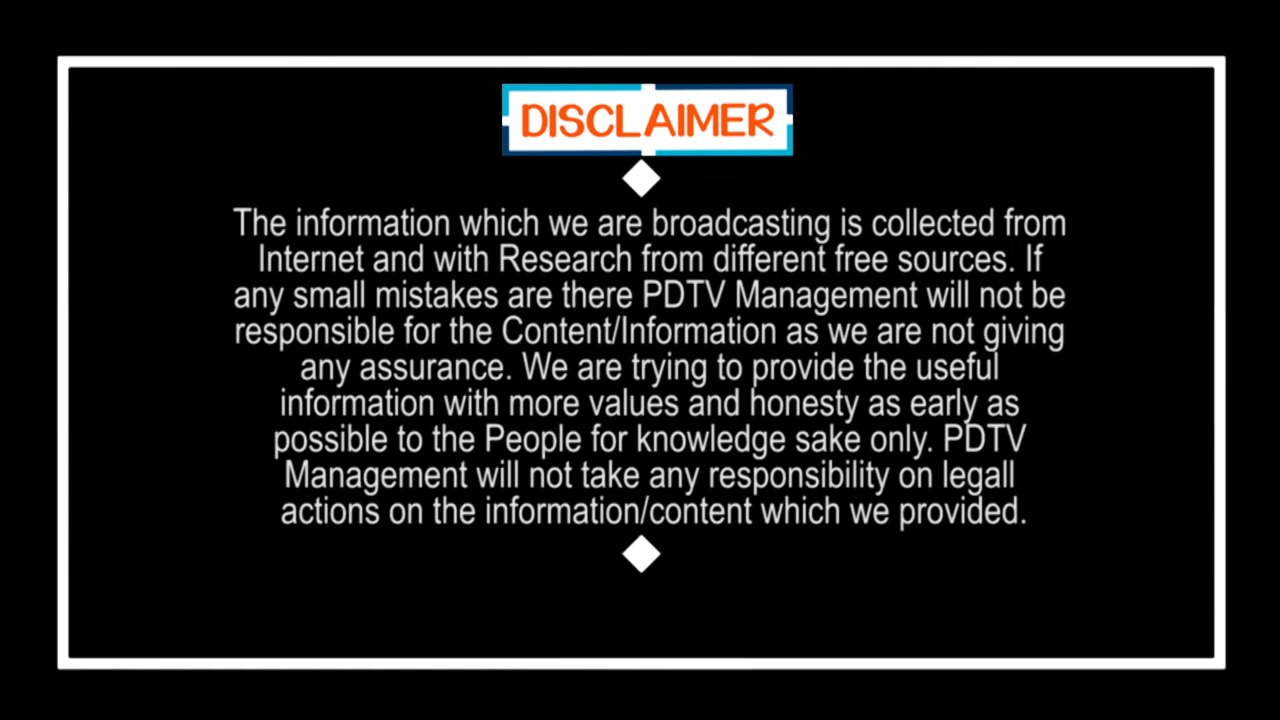 DISCLAIMER
The information which we are broadcasting is collected from
Internet and with Research from different free sources. If
any small mistakes are there PDTV Management will not be
responsible for the Content/Information as we are not giving
any assurance. We are trying to provide the useful
information with more values and honesty as early as
possible to the People for knowledge sake only. PDTV
Management will not take any responsibility on legall
actions on the information/content which we provided.